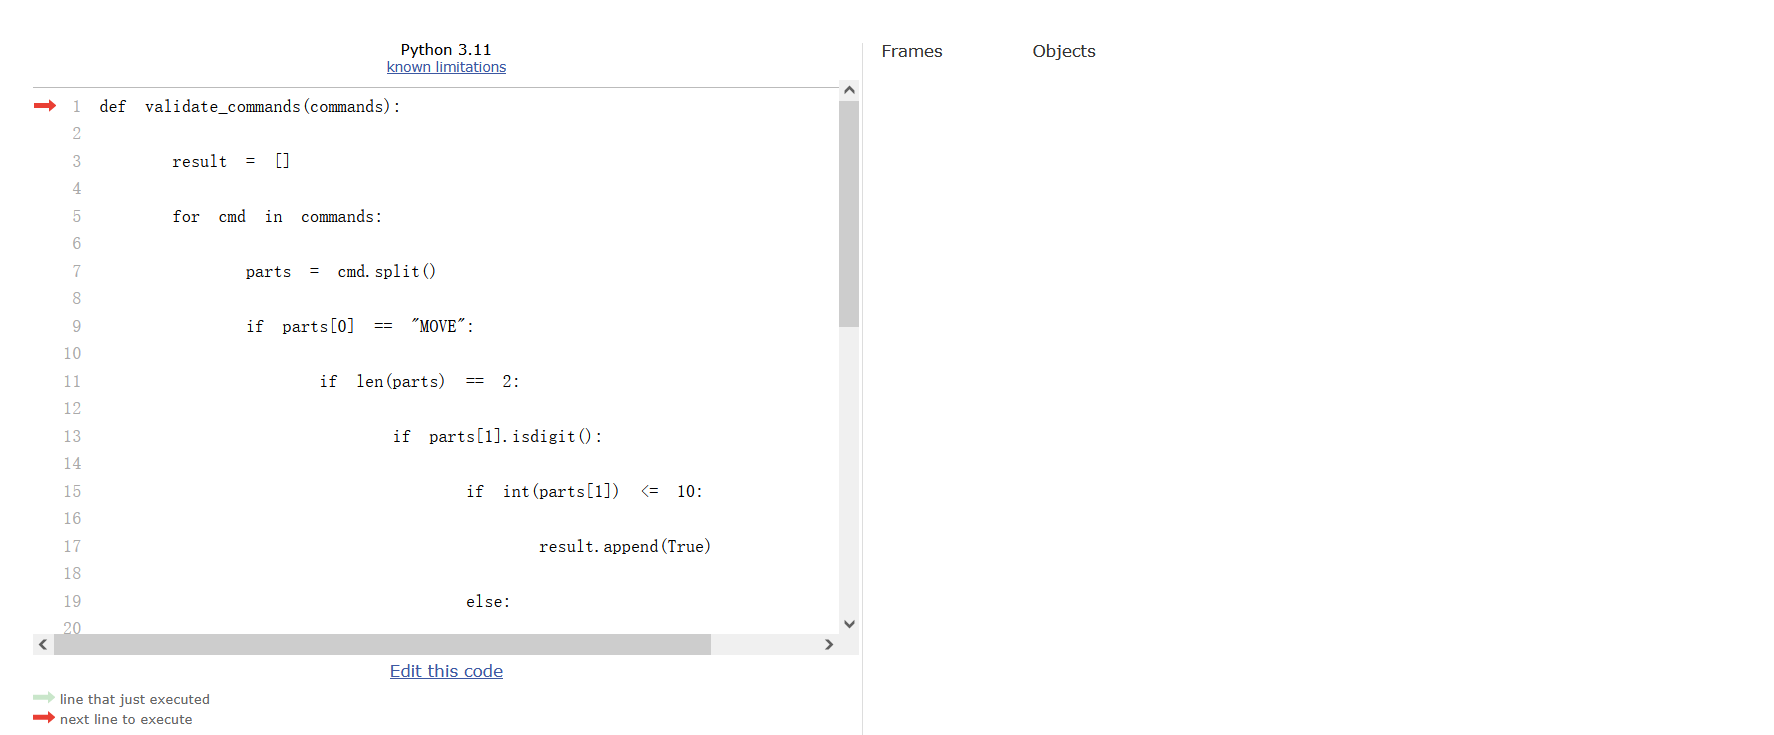 Python 3.11
known limitations
Frames Objects
1 def validate_commands(commands):
2
3 result = []
4
5 for cmd in commands:
6
7 parts = cmd.split()
8
9 if parts[0] == "MOVE":
10
11 if len(parts) == 2:
12
13 if parts[1].isdigit():
14
15 if int(parts[1]) <= 10:
16
17 result.append(True)
18
19 else:
20
Edit this code
line that just executed
next line to execute